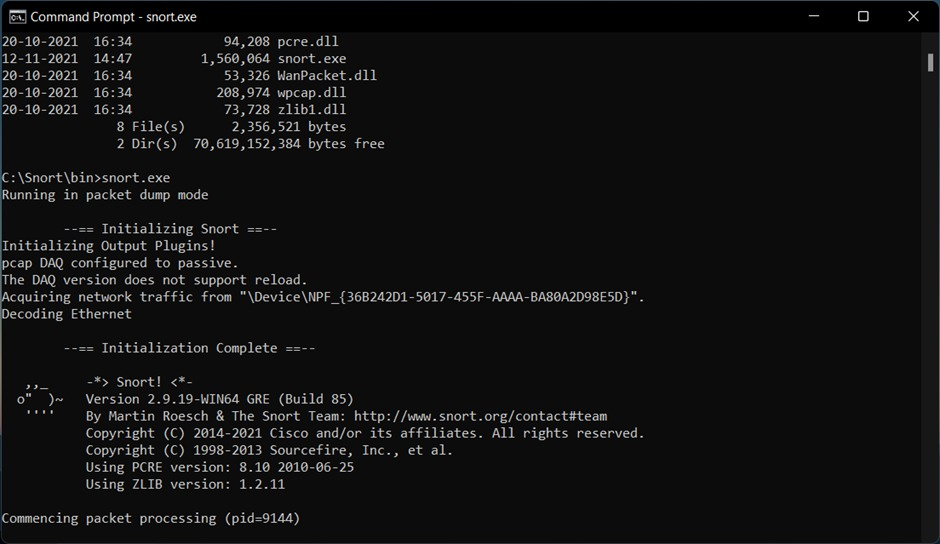 Command Prompt - snort.exe
20-10-2021  16:34            94,208 pcre.dll
12-11-2021  14:47         1,560,064 snort.exe
20-10-2021  16:34            53,326 WanPacket.dll
20-10-2021  16:34           208,974 wpcap.dll
20-10-2021  16:34            73,728 zlib1.dll
               8 File(s)      2,356,521 bytes
               2 Dir(s)  70,619,152,384 bytes free
C:\Snort\bin>snort.exe
Running in packet dump mode
        --== Initializing Snort ==--
Initializing Output Plugins!
pcap DAQ configured to passive.
The DAQ version does not support reload.
Acquiring network traffic from "\Device\NPF_{36B242D1-5017-455F-AAAA-BA80A2D98E5D}".
Decoding Ethernet
        --== Initialization Complete ==--
   ,,_     -*> Snort! <*-
  o"  )~   Version 2.9.19-WIN64 GRE (Build 85)
   ''''    By Martin Roesch & The Snort Team: http://www.snort.org/contact#team
           Copyright (C) 2014-2021 Cisco and/or its affiliates. All rights reserved.
           Copyright (C) 1998-2013 Sourcefire, Inc., et al.
           Using PCRE version: 8.10 2010-06-25
           Using ZLIB version: 1.2.11
Commencing packet processing (pid=9144)